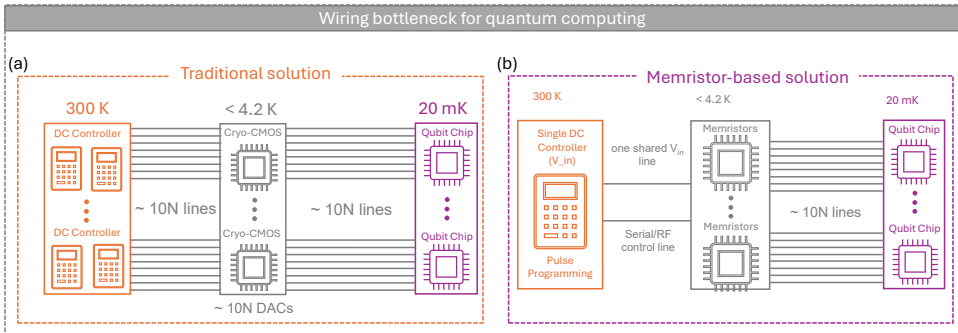 Wiring bottleneck for quantum computing
(a)
Traditional solution
300 K
< 4.2 K
20 mK
DC Controller
Cryo-CMOS
Qubit Chip
~ 10N lines
~ 10N lines
DC Controller
Cryo-CMOS
Qubit Chip
~ 10N DACs
(b)
Memristor-based solution
300 K
< 4.2 K
20 mK
Single DC
Controller
(V_in)
one shared Vin
line
Memristors
Qubit Chip
~ 10N lines
Serial/RF
control line
Memristors
Qubit Chip
Pulse
Programming